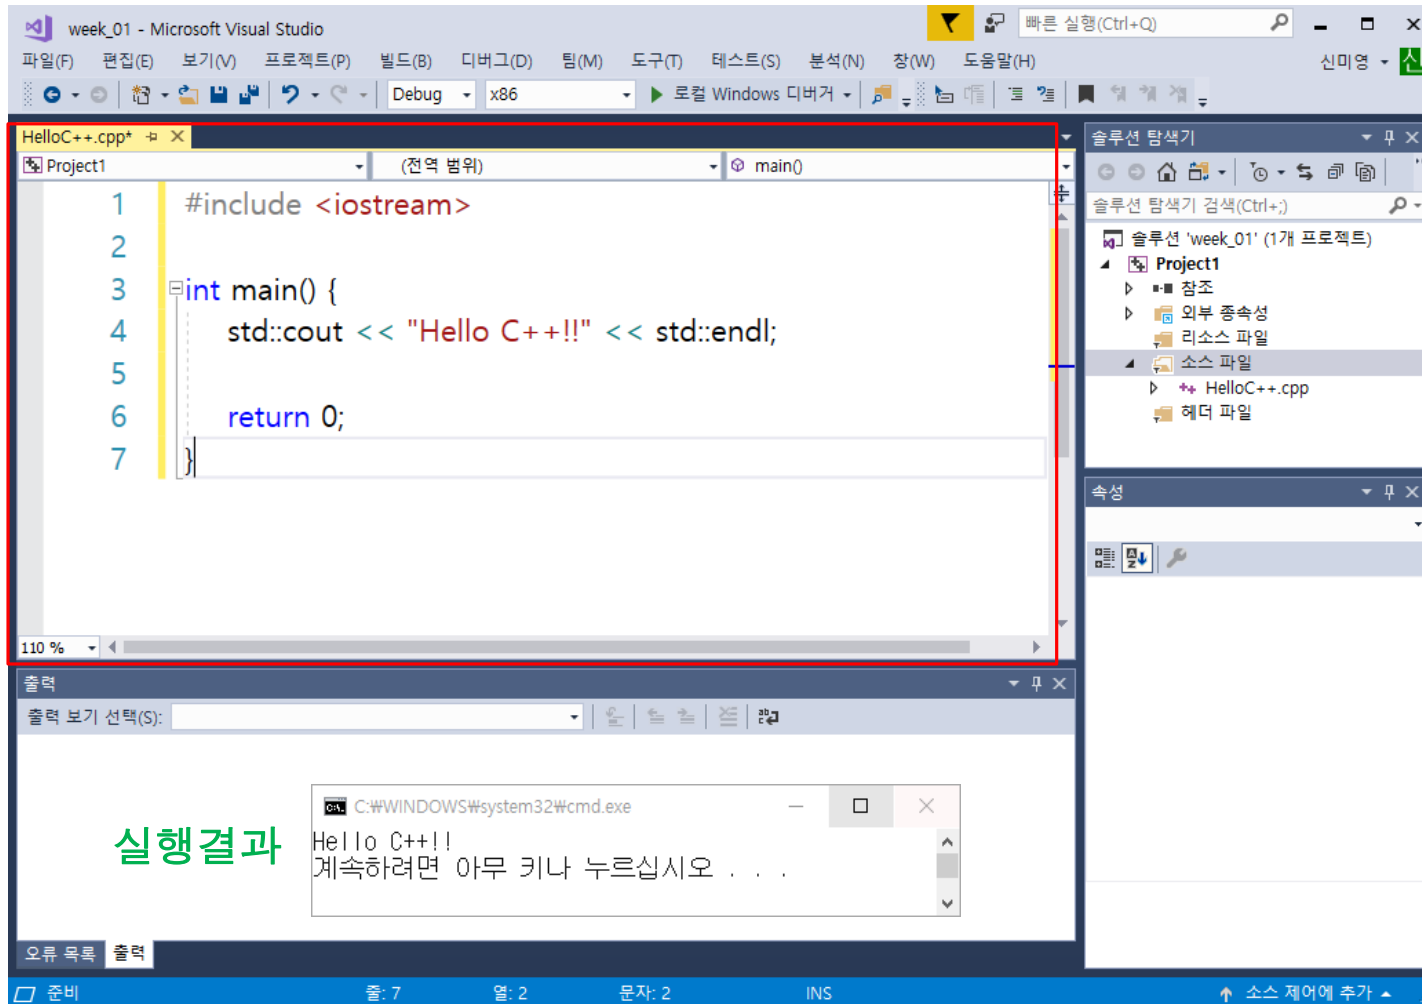 week_01 - Microsoft Visual Studio
빠른 실행(Ctrl+Q)
파일(F) 편집(E) 보기(V) 프로젝트(P) 빌드(B) 디버그(D) 팀(M) 도구(T) 테스트(S) 분석(N) 창(W) 도움말(H)
신미영
Debug x86 로컬 Windows 디버거
HelloC++.cpp*
Project1 (전역 범위) main()
1 #include <iostream>
2
3 int main() {
4 std::cout << "Hello C++!!" << std::endl;
5
6 return 0;
7 }
110 %
솔루션 탐색기
솔루션 탐색기 검색(Ctrl+;)
솔루션 'week_01' (1개 프로젝트)
Project1
참조
외부 종속성
리소스 파일
소스 파일
HelloC++.cpp
헤더 파일
속성
출력
출력 보기 선택(S):
실행결과
C:₩WINDOWS₩system32₩cmd.exe
Hello C++!!
계속하려면 아무 키나 누르십시오 . . .
오류 목록 출력
준비 줄: 7 열: 2 문자: 2 INS 소스 제어에 추가